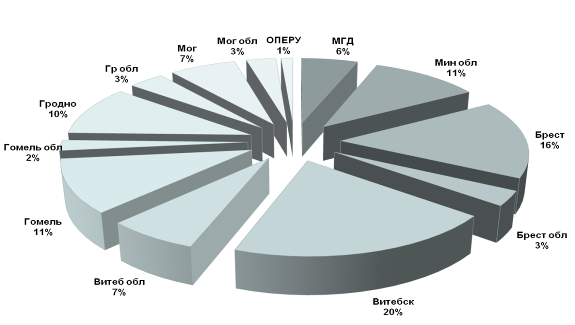 МГД
6%
Мин обл
11%
Брест
16%
Брест обл
3%
Витебск
20%
Витеб обл
7%
Гомель
11%
Гомель обл
2%
Гродно
10%
Гр обл
3%
Мог
7%
Мог обл
3%
ОПЕРУ
1%